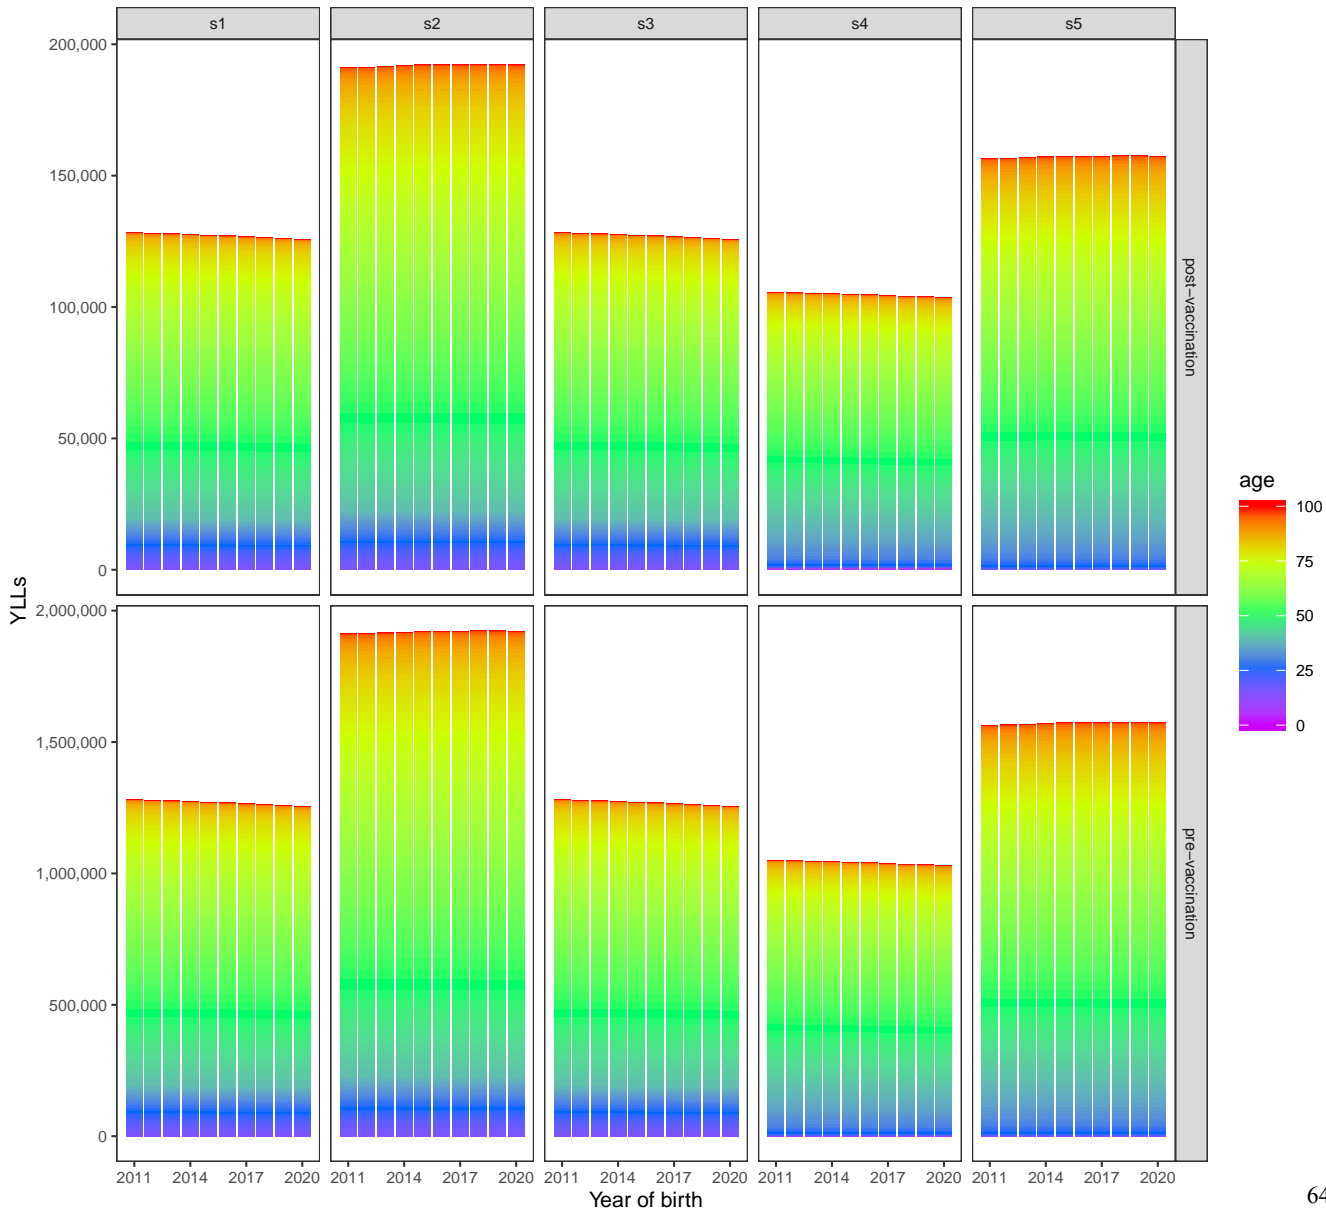 s1 s2 s3 s4 s5
200,000
150,000
100,000
50,000
0
post−vaccination
2,000,000
1,500,000
1,000,000
500,000
0
pre−vaccination
YLLs
2011 2014 2017 2020 2011 2014 2017 2020 2011 2014 2017 2020 2011 2014 2017 2020 2011 2014 2017 2020
Year of birth
age
100
75
50
25
0
64